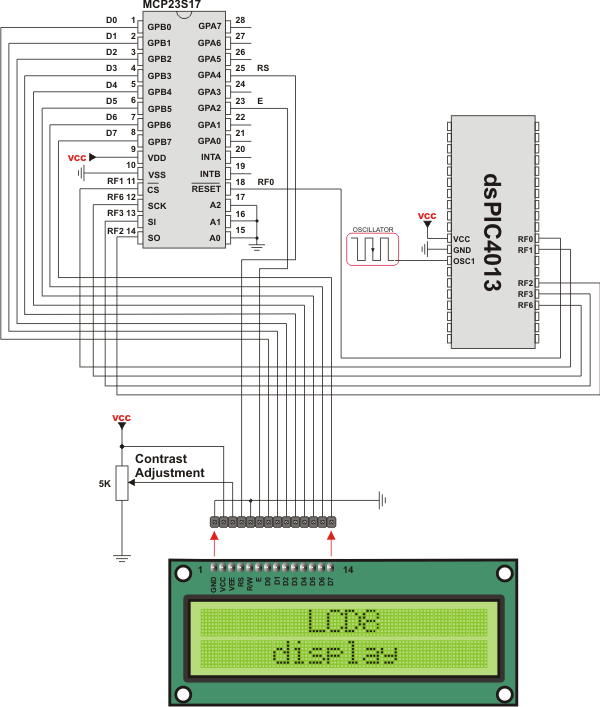 MCP23S17
D0 1 GPB0 GPA7 28
D1 2 GPB1 GPA6 27
D2 3 GPB2 GPA5 26
D3 4 GPB3 GPA4 25 RS
D4 5 GPB4 GPA3 24
D5 6 GPB5 GPA2 23 E
D6 7 GPB6 GPA1 22
D7 8 GPB7 GPA0 21
vcc 9 VDD INTA 20
10 VSS INTB 19
RF1 11 CS RESET 18 RF0
RF6 12 SCK A2 17
RF3 13 SI A1 16
RF2 14 SO A0 15
dsPIC4013
vcc
OSCILLATOR
VCC RF0
GND RF1
OSC1
RF2
RF3
RF6
vcc
Contrast
Adjustment
5K
1 14
GND VCC VEE RS R/W E D0 D1 D2 D3 D4 D5 D6 D7
LCD8
display